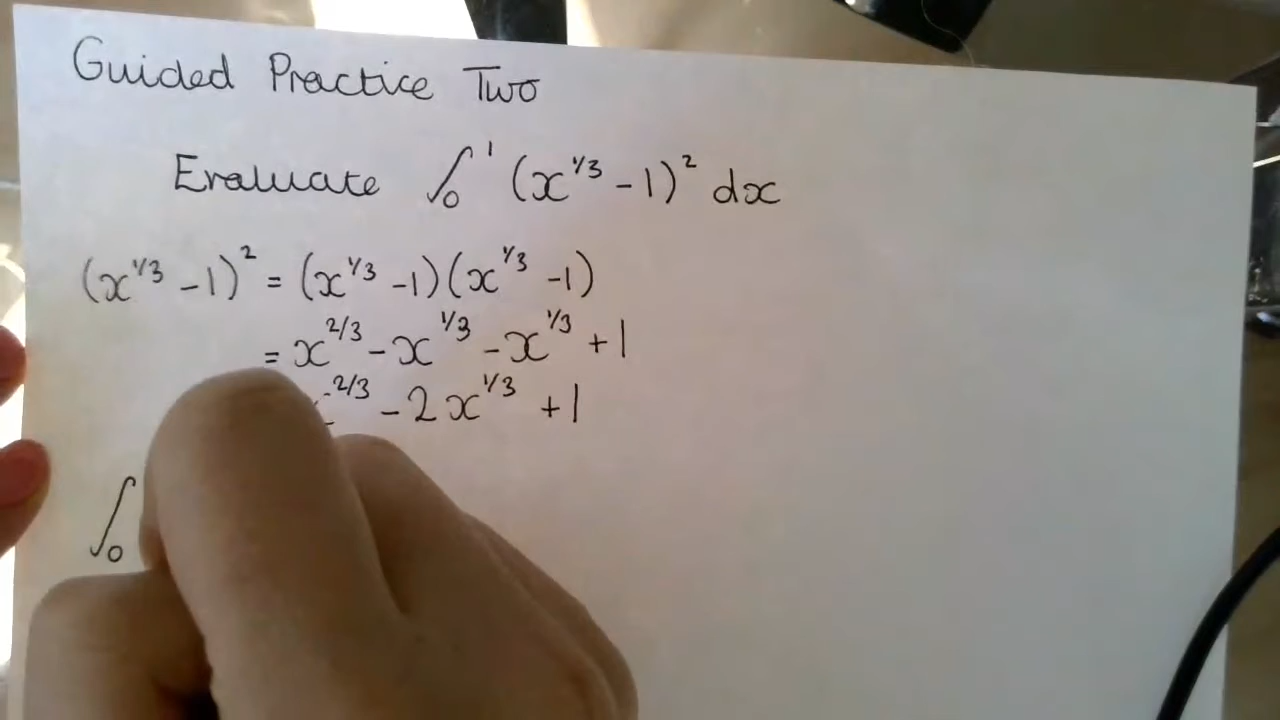 Guided Practice Two
Evaluate ∫₀¹ (x^{1/3} - 1)² dx
(x^{1/3} - 1)² = (x^{1/3} - 1)(x^{1/3} - 1)
= x^{2/3} - x^{1/3} - x^{1/3} + 1
x^{2/3} - 2x^{1/3} + 1
∫₀